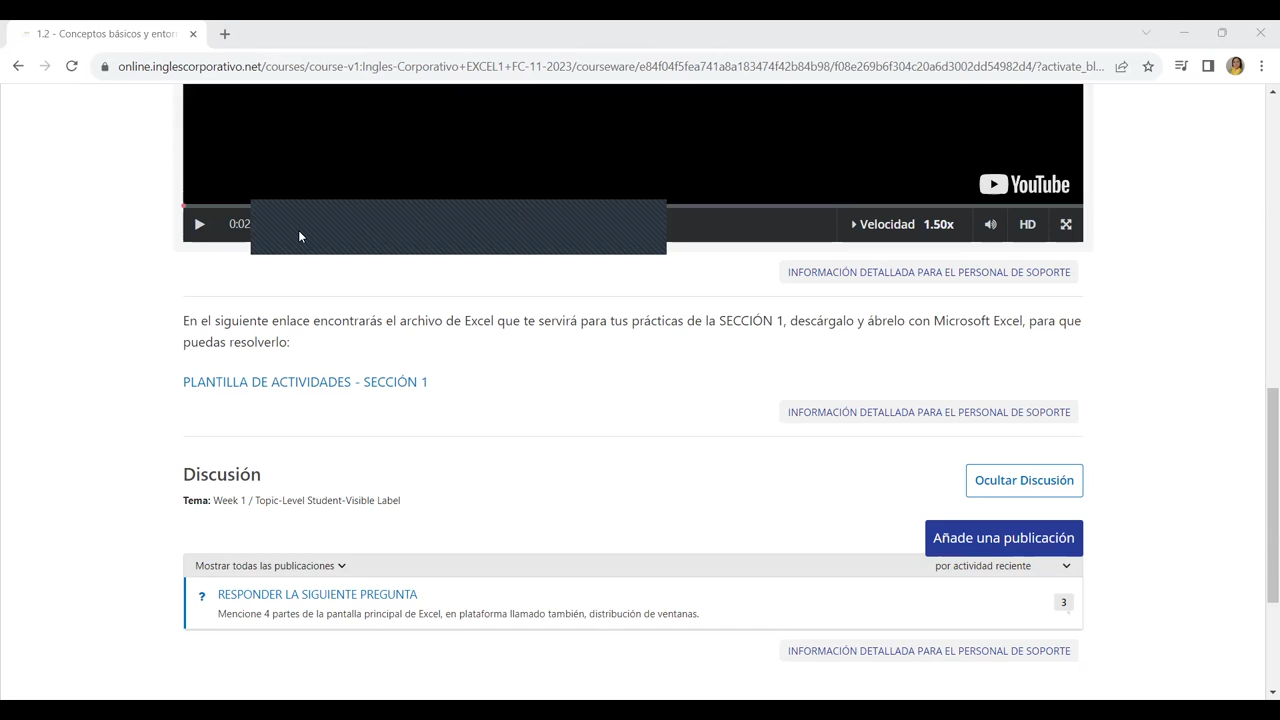 1.2 - Conceptos básicos y entor
online.inglescorporativo.net/courses/course-v1:Ingles-Corporativo+EXCEL1+FC-11-2023/courseware/e84f04f5fea741a8a183474f42b84b98/f08e269b6f304c20a6d3002dd54982d4/?activate_bl...
YouTube
0:02
Velocidad 1.50x
HD
INFORMACIÓN DETALLADA PARA EL PERSONAL DE SOPORTE
En el siguiente enlace encontrarás el archivo de Excel que te servirá para tus prácticas de la SECCIÓN 1, descárgalo y ábrelo con Microsoft Excel, para que
puedas resolverlo:
PLANTILLA DE ACTIVIDADES - SECCIÓN 1
INFORMACIÓN DETALLADA PARA EL PERSONAL DE SOPORTE
Discusión
Ocultar Discusión
Tema: Week 1 / Topic-Level Student-Visible Label
Añade una publicación
Mostrar todas las publicaciones
por actividad reciente
? RESPONDER LA SIGUIENTE PREGUNTA
Mencione 4 partes de la pantalla principal de Excel, en plataforma llamado también, distribución de ventanas.
3
INFORMACIÓN DETALLADA PARA EL PERSONAL DE SOPORTE